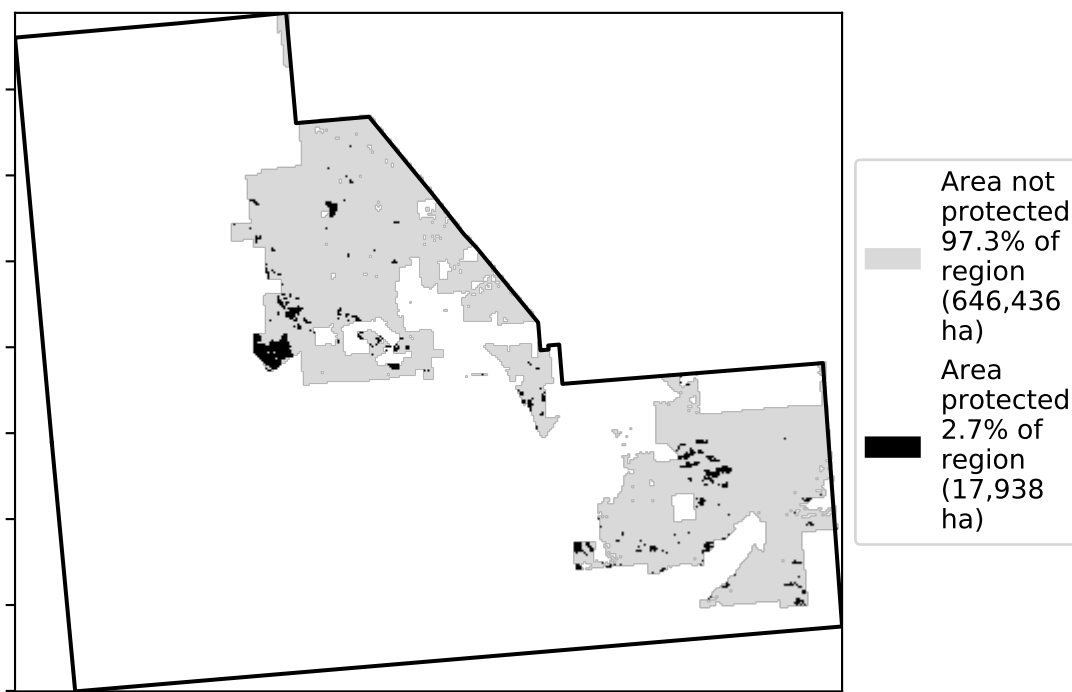 Area not
protected
97.3% of
region
(646,436
ha)
Area
protected
2.7% of
region
(17,938
ha)